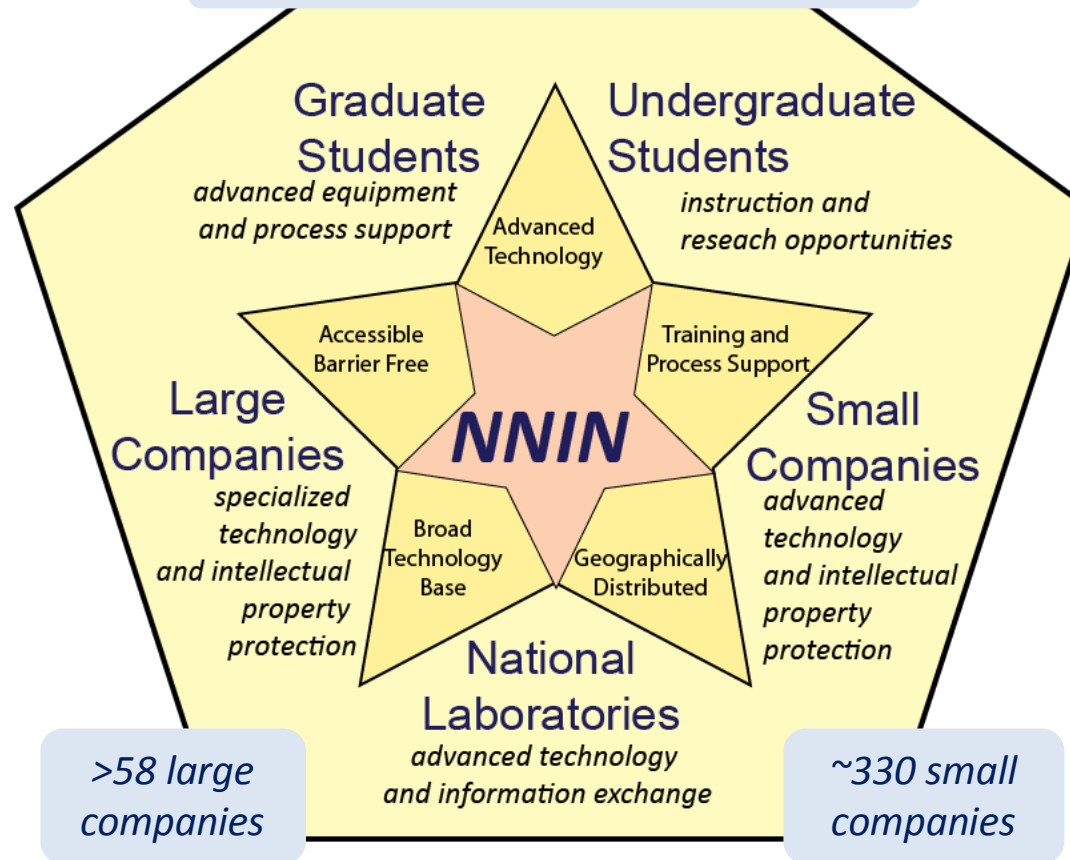 Graduate
Students
advanced equipment
and process support
Undergraduate
Students
instruction and
reseach opportunities
Advanced
Technology
Accessible
Barrier Free
Training and
Process Support
NNIN
Large
Companies
specialized
technology
and intellectual
property
protection
Small
Companies
advanced
technology
and intellectual
property
protection
Broad
Technology
Base
Geographically
Distributed
National
Laboratories
advanced technology
and information exchange
>58 large
companies
~330 small
companies